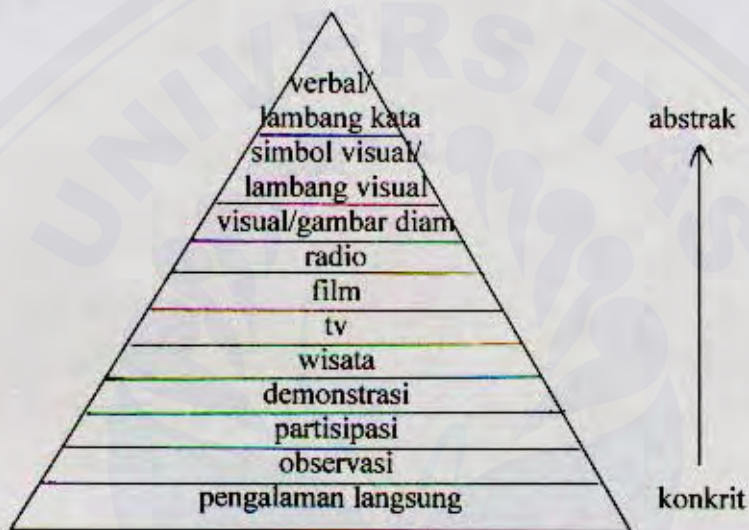 UNIVERSITAS
verbal/
lambang kata
abstrak
simbol visual/
lambang visual
visual/gambar diam
radio
film
tv
wisata
demonstrasi
partisipasi
observasi
pengalaman langsung
konkrit